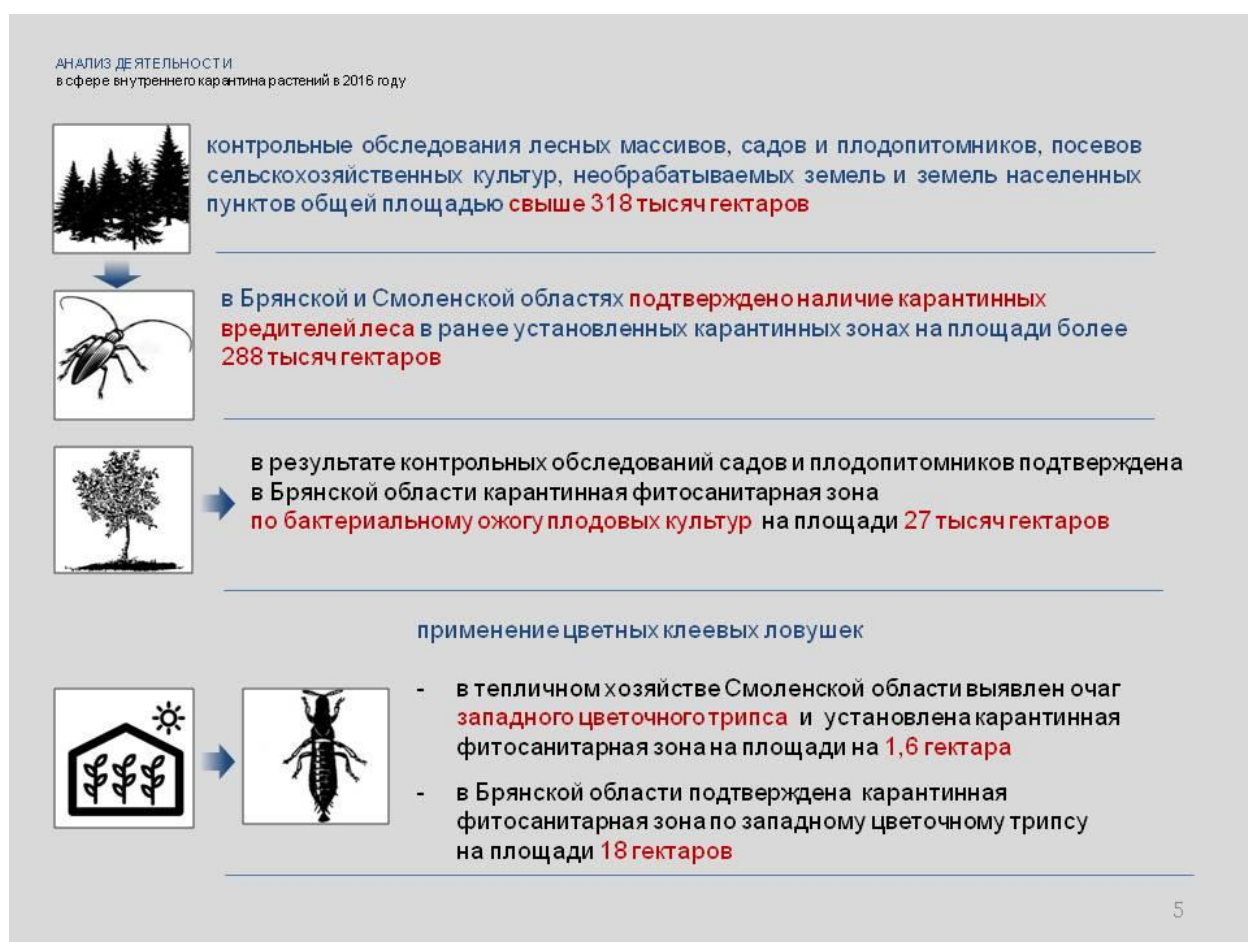 АНАЛИЗ ДЕЯТЕЛЬНОСТИ
в сфере внутреннего карантина растений в 2016 году
контрольные обследования лесных массивов, садов и плодопитомников, посевов
сельскохозяйственных культур, необрабатываемых земель и земель населенных
пунктов общей площадью свыше 318 тысяч гектаров
в Брянской и Смоленской областях подтверждено наличие карантинных
вредителей леса в ранее установленных карантинных зонах на площади более
288 тысяч гектаров
в результате контрольных обследований садов и плодопитомников подтверждена
в Брянской области карантинная фитосанитарная зона
по бактериальному ожогу плодовых культур на площади 27 тысяч гектаров
применение цветных клеевых ловушек
- в тепличном хозяйстве Смоленской области выявлен очаг
западного цветочного трипса и установлена карантинная
фитосанитарная зона на площади на 1,6 гектара
- в Брянской области подтверждена карантинная
фитосанитарная зона по западному цветочному трипсу
на площади 18 гектаров
5